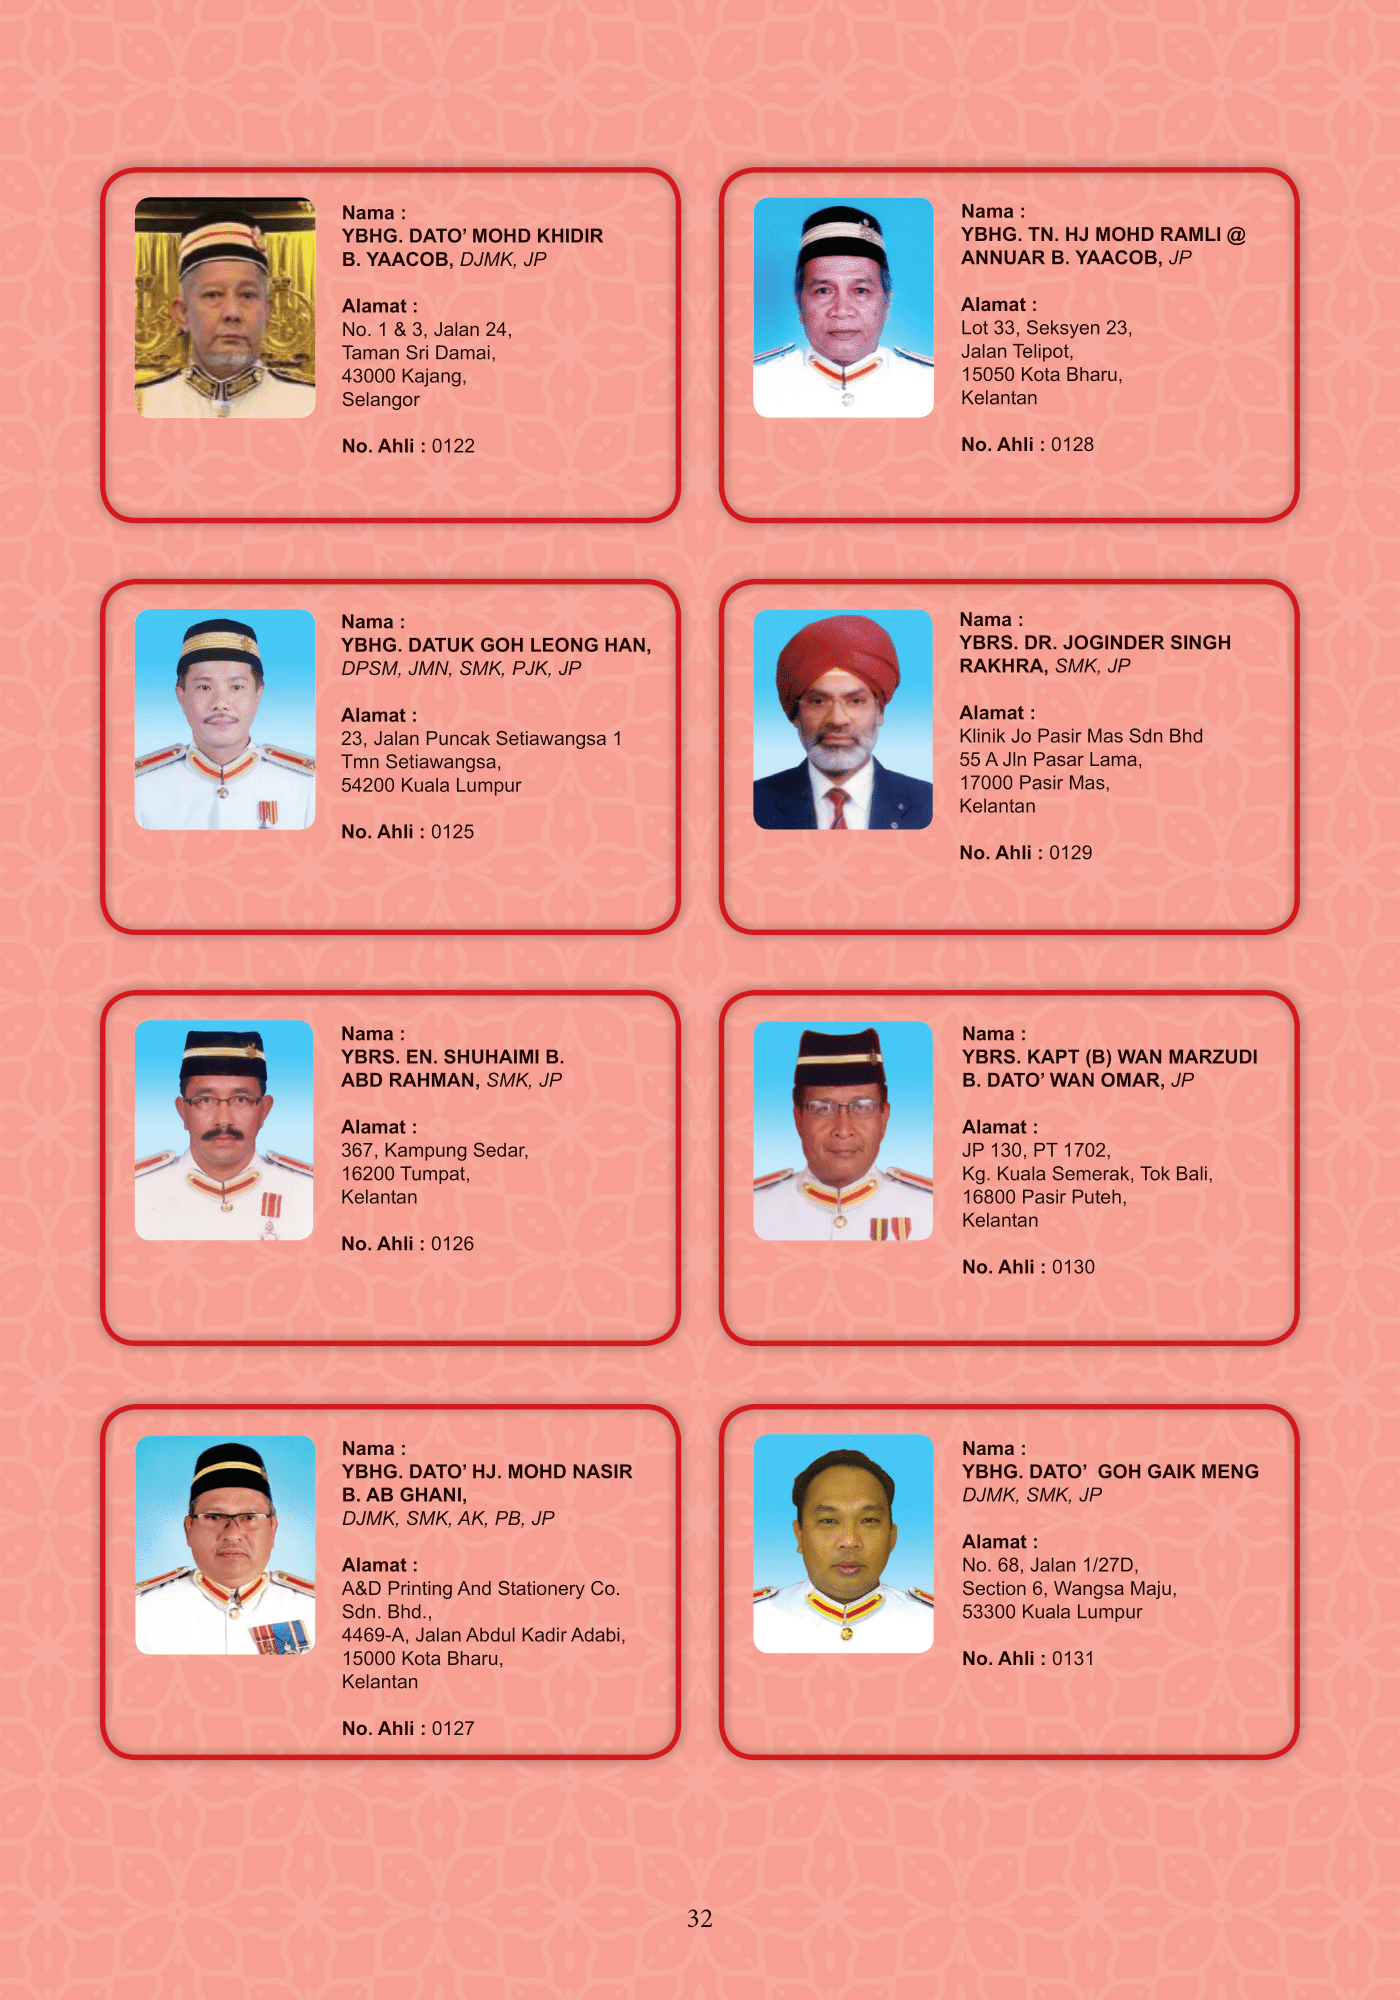 Nama :
YBHG. DATO’ MOHD KHIDIR
B. YAACOB, DJMK, JP
Alamat :
No. 1 & 3, Jalan 24,
Taman Sri Damai,
43000 Kajang,
Selangor
No. Ahli : 0122
Nama :
YBHG. DATUK GOH LEONG HAN,
DPSM, JMN, SMK, PJK, JP
Alamat :
23, Jalan Puncak Setiawangsa 1
Tmn Setiawangsa,
54200 Kuala Lumpur
No. Ahli : 0125
Nama :
YBRS. EN. SHUHAIMI B.
ABD RAHMAN, SMK, JP
Alamat :
367, Kampung Sedar,
16200 Tumpat,
Kelantan
No. Ahli : 0126
Nama :
YBHG. DATO’ HJ. MOHD NASIR
B. AB GHANI,
DJMK, SMK, AK, PB, JP
Alamat :
A&D Printing And Stationery Co.
Sdn. Bhd.,
4469-A, Jalan Abdul Kadir Adabi,
15000 Kota Bharu,
Kelantan
No. Ahli : 0127
Nama :
YBHG. TN. HJ MOHD RAMLI @
ANNUAR B. YAACOB, JP
Alamat :
Lot 33, Seksyen 23,
Jalan Telipot,
15050 Kota Bharu,
Kelantan
No. Ahli : 0128
Nama :
YBRS. DR. JOGINDER SINGH
RAKHRA, SMK, JP
Alamat :
Klinik Jo Pasir Mas Sdn Bhd
55 A Jln Pasar Lama,
17000 Pasir Mas,
Kelantan
No. Ahli : 0129
Nama :
YBRS. KAPT (B) WAN MARZUDI
B. DATO’ WAN OMAR, JP
Alamat :
JP 130, PT 1702,
Kg. Kuala Semerak, Tok Bali,
16800 Pasir Puteh,
Kelantan
No. Ahli : 0130
Nama :
YBHG. DATO’ GOH GAIK MENG
DJMK, SMK, JP
Alamat :
No. 68, Jalan 1/27D,
Section 6, Wangsa Maju,
53300 Kuala Lumpur
No. Ahli : 0131
32